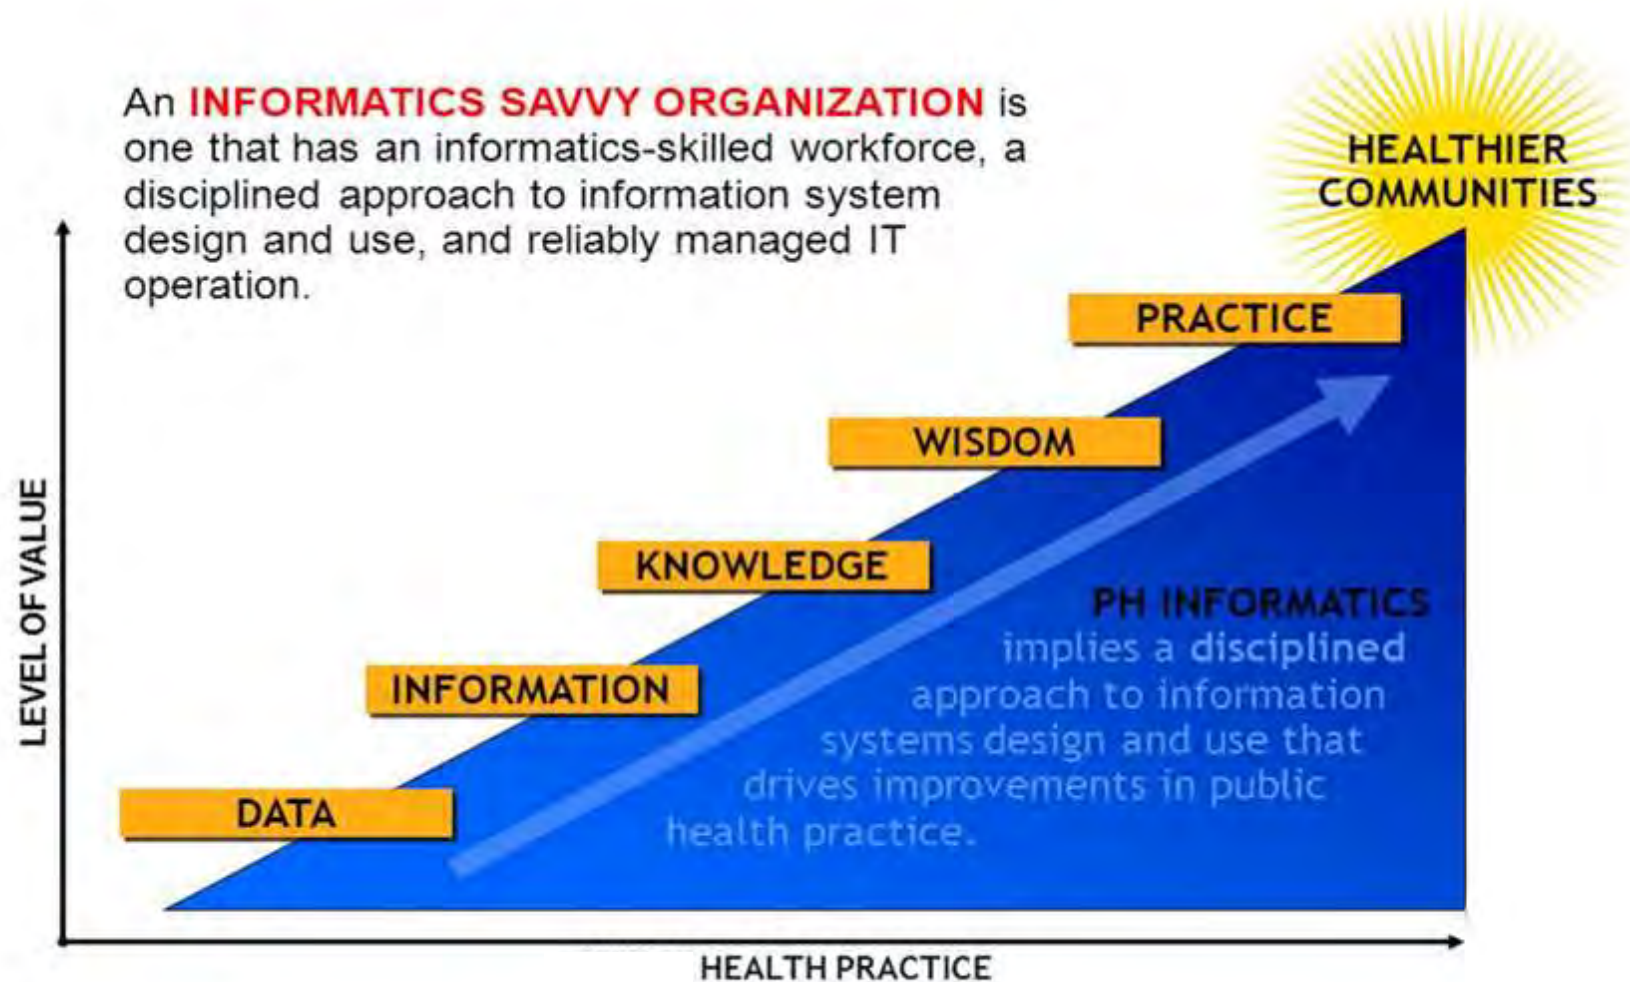 An INFORMATICS SAVVY ORGANIZATION is
one that has an informatics-skilled workforce, a
disciplined approach to information system
design and use, and reliably managed IT
operation.
HEALTHIER
COMMUNITIES
PRACTICE
WISDOM
KNOWLEDGE
INFORMATION
DATA
PH INFORMATICS
implies a disciplined
approach to information
systems design and use that
drives improvements in public
health practice.
LEVEL OF VALUE
HEALTH PRACTICE